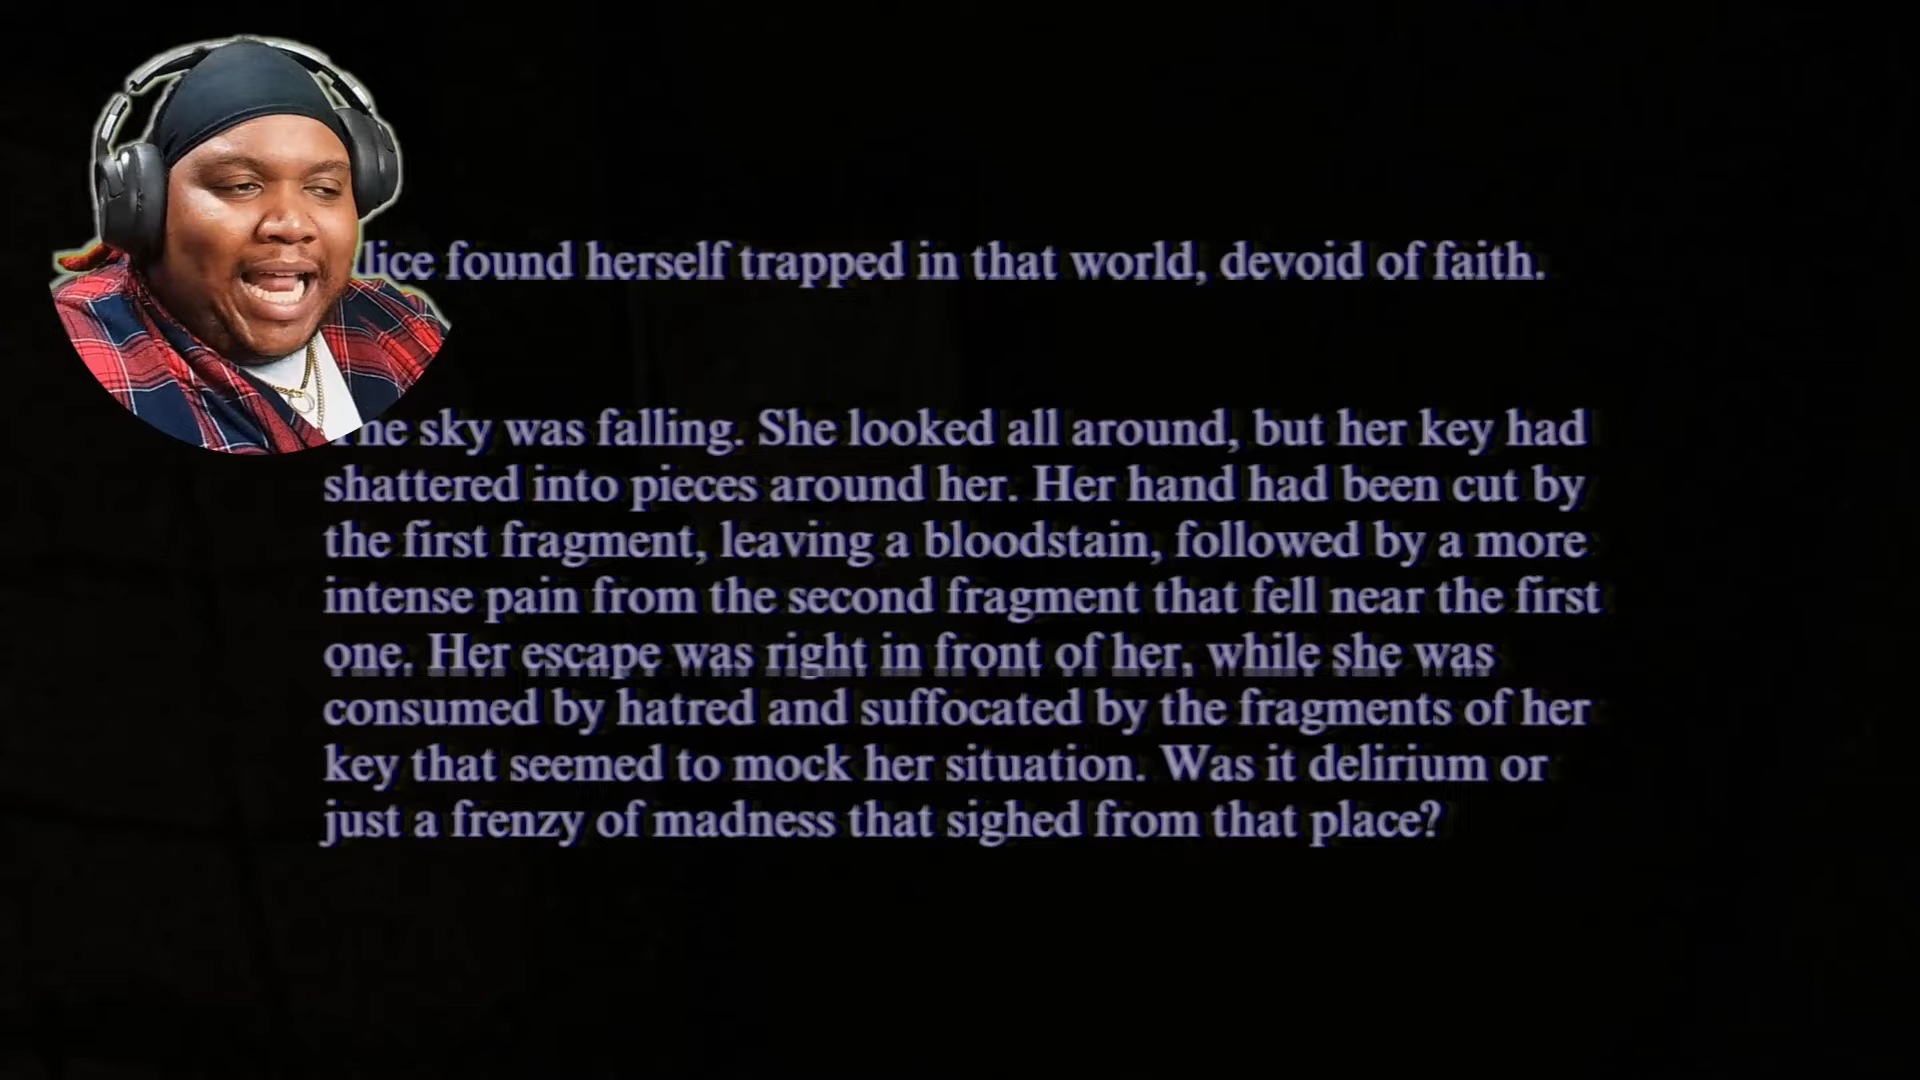 lice found herself trapped in that world, devoid of faith.
The sky was falling. She looked all around, but her key had
shattered into pieces around her. Her hand had been cut by
the first fragment, leaving a bloodstain, followed by a more
intense pain from the second fragment that fell near the first
one. Her escape was right in front of her, while she was
consumed by hatred and suffocated by the fragments of her
key that seemed to mock her situation. Was it delirium or
just a frenzy of madness that sighed from that place?